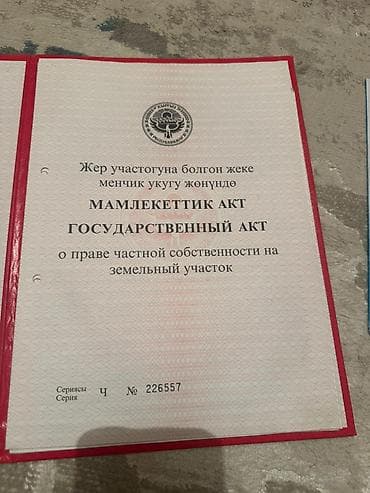 Жер участогуна болгон жеке
менчик укугу жөнүндө
МАМЛЕКЕТТИК АКТ
ГОСУДАРСТВЕННЫЙ АКТ
о праве частной собственности на
земельный участок
Сериясы
Серия Ч № 226557